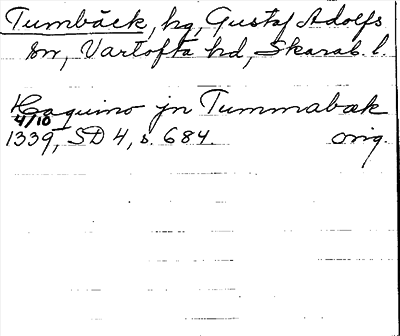 Tumbäck, hg, Gustaf Adolfs
sn, Vartofta hd, Skarab. l.
Haquino jn Tummabæk
4/10
1339, SD 4, s. 684. orig.